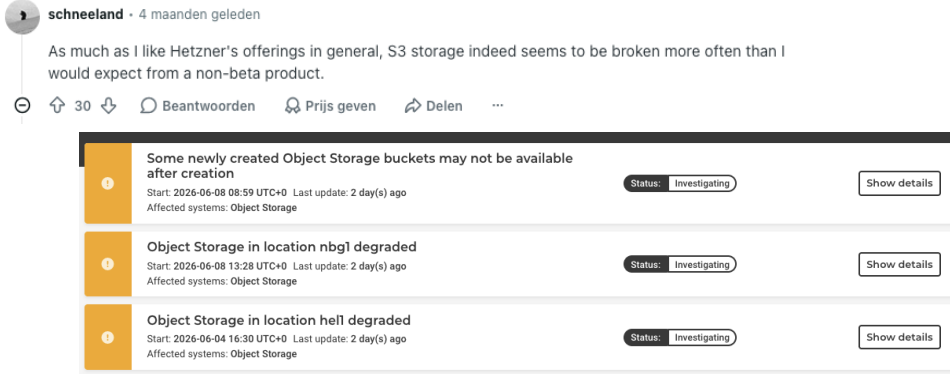 schneeland • 4 maanden geleden
As much as I like Hetzner's offerings in general, S3 storage indeed seems to be broken more often than I
would expect from a non-beta product.
30 Beantwoorden Prijs geven Delen ...
Some newly created Object Storage buckets may not be available
after creation
Start: 2026-06-08 08:59 UTC+0 Last update: 2 day(s) ago
Affected systems: Object Storage
Status: Investigating
Show details
Object Storage in location nbg1 degraded
Start: 2026-06-08 13:28 UTC+0 Last update: 2 day(s) ago
Affected systems: Object Storage
Status: Investigating
Show details
Object Storage in location hel1 degraded
Start: 2026-06-04 16:30 UTC+0 Last update: 2 day(s) ago
Affected systems: Object Storage
Status: Investigating
Show details